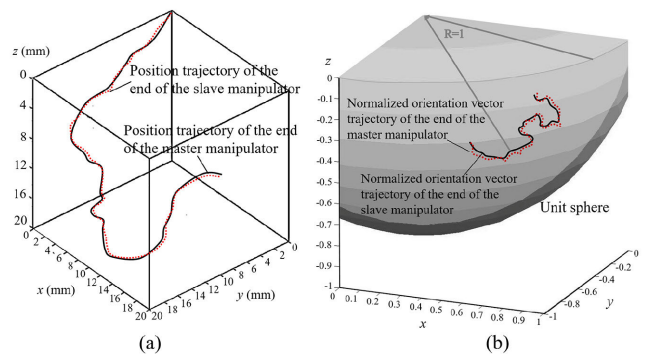 z (mm)
0
4
8
12
16
20
Position trajectory of the
end of the slave manipulator
Position trajectory of the end
of the master manipulator
0 2 4 6 8 10 12 14 16 18 20
x (mm)
20 18 16 14 12 10 8 6 4 2 0
y (mm)
(a)
R=1
z
0
-0.1
-0.2
-0.3
-0.4
-0.5
-0.6
-0.7
-0.8
-0.9
-1
Normalized orientation vector
trajectory of the end of the
master manipulator
Normalized orientation vector
trajectory of the end of the
slave manipulator
Unit sphere
0 0.1 0.2 0.3 0.4 0.5 0.6 0.7 0.8 0.9 1
x
-1 -0.8 -0.6 -0.4 -0.2 0
y
(b)